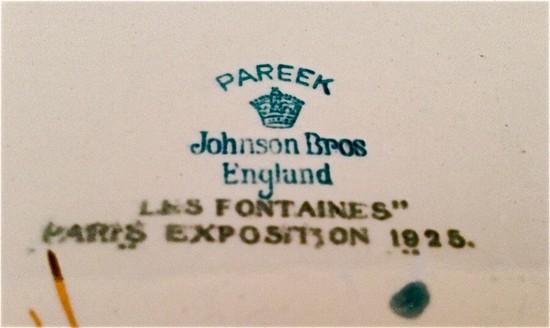 PAREEK
Johnson Bros
England
"LES FONTAINES"
PARIS EXPOSITION 1925.